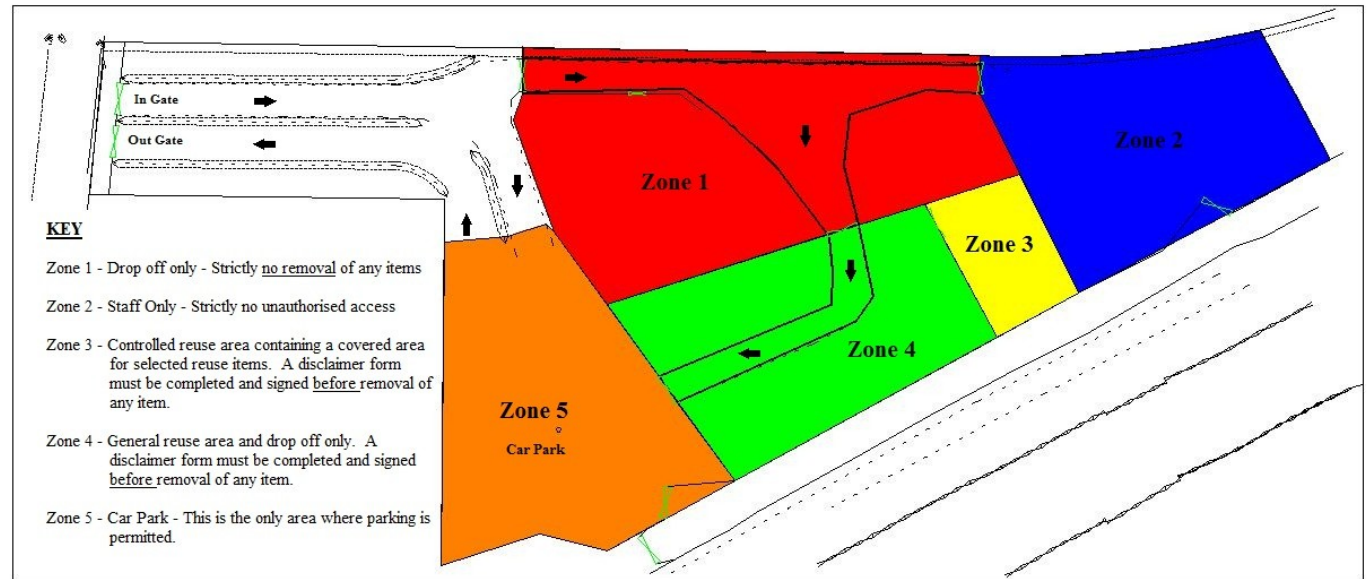 In Gate
Out Gate
Zone 1
Zone 2
Zone 3
Zone 4
Zone 5
Car Park
KEY
Zone 1 - Drop off only - Strictly no removal of any items
Zone 2 - Staff Only - Strictly no unauthorised access
Zone 3 - Controlled reuse area containing a covered area
for selected reuse items. A disclaimer form
must be completed and signed before removal of
any item.
Zone 4 - General reuse area and drop off only. A
disclaimer form must be completed and signed
before removal of any item.
Zone 5 - Car Park - This is the only area where parking is
permitted.